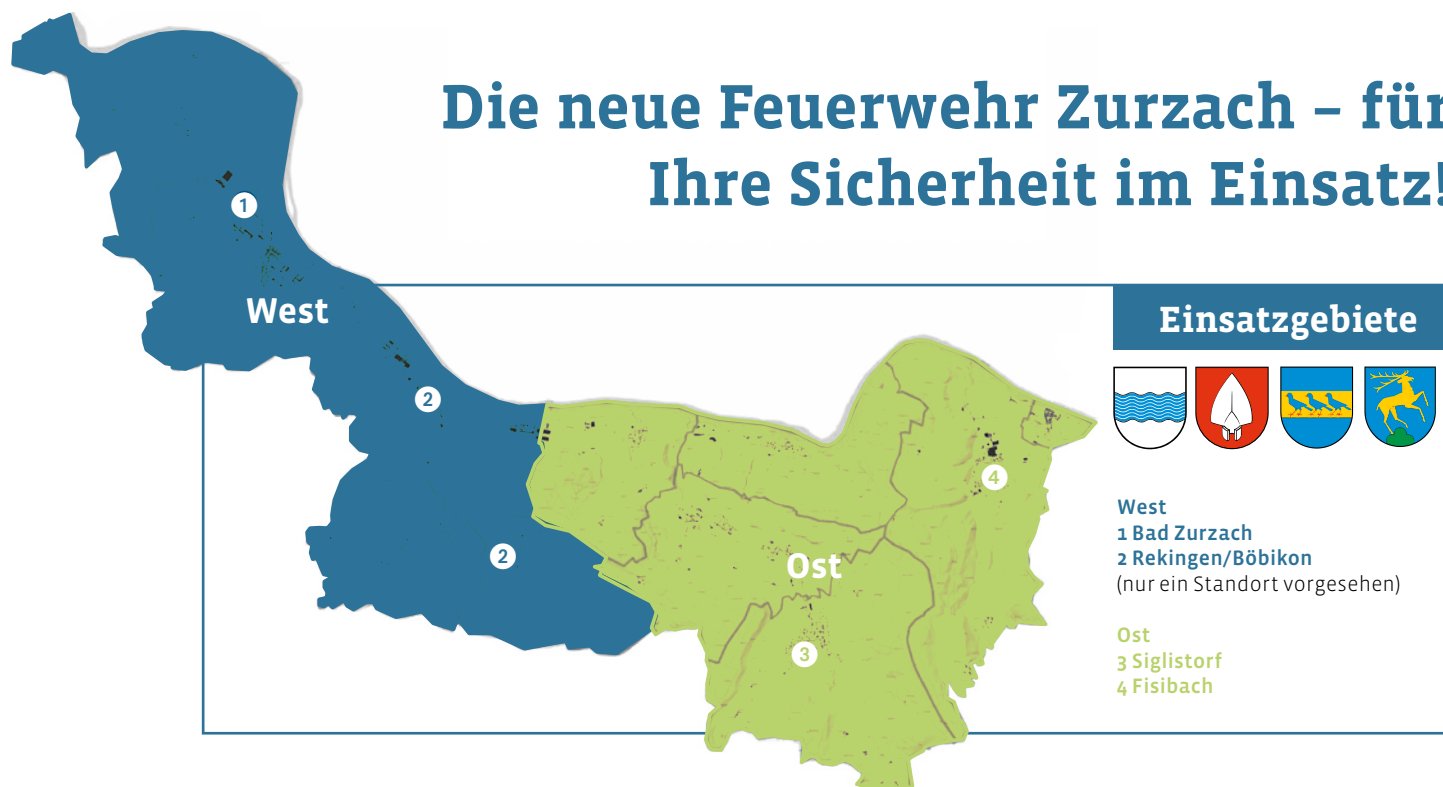 Die neue Feuerwehr Zurzach – für
Ihre Sicherheit im Einsatz!
1
West
2
2
Ost
3
4
Einsatzgebiete
West
1 Bad Zurzach
2 Rekingen/Böbikon
(nur ein Standort vorgesehen)
Ost
3 Siglistorf
4 Fisibach